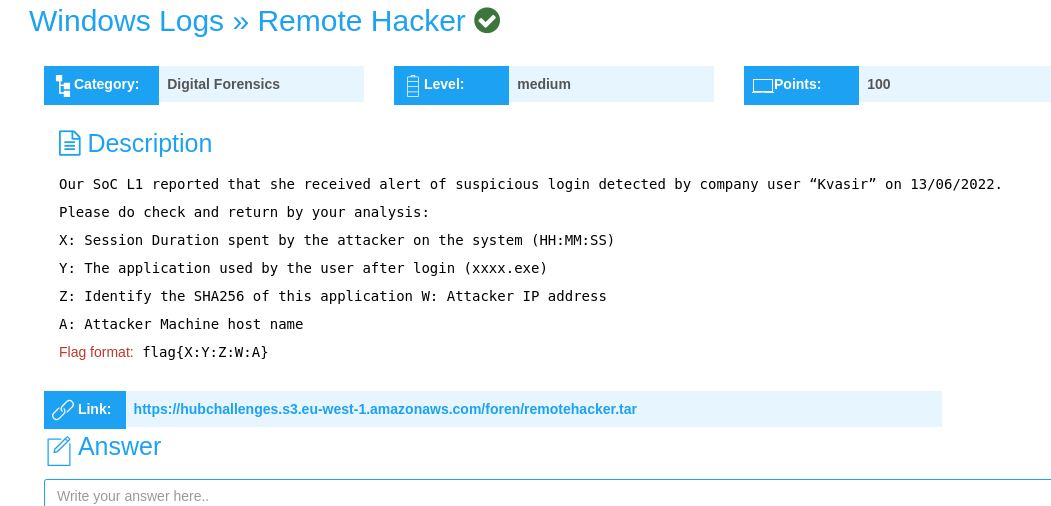 Windows Logs » Remote Hacker
Category: Digital Forensics
Level: medium
Points: 100
Description
Our SoC L1 reported that she received alert of suspicious login detected by company user “Kvasir” on 13/06/2022.
Please do check and return by your analysis:
X: Session Duration spent by the attacker on the system (HH:MM:SS)
Y: The application used by the user after login (xxxx.exe)
Z: Identify the SHA256 of this application W: Attacker IP address
A: Attacker Machine host name
Flag format: flag{X:Y:Z:W:A}
Link: https://hubchallenges.s3.eu-west-1.amazonaws.com/foren/remotehacker.tar
Answer
Write your answer here..